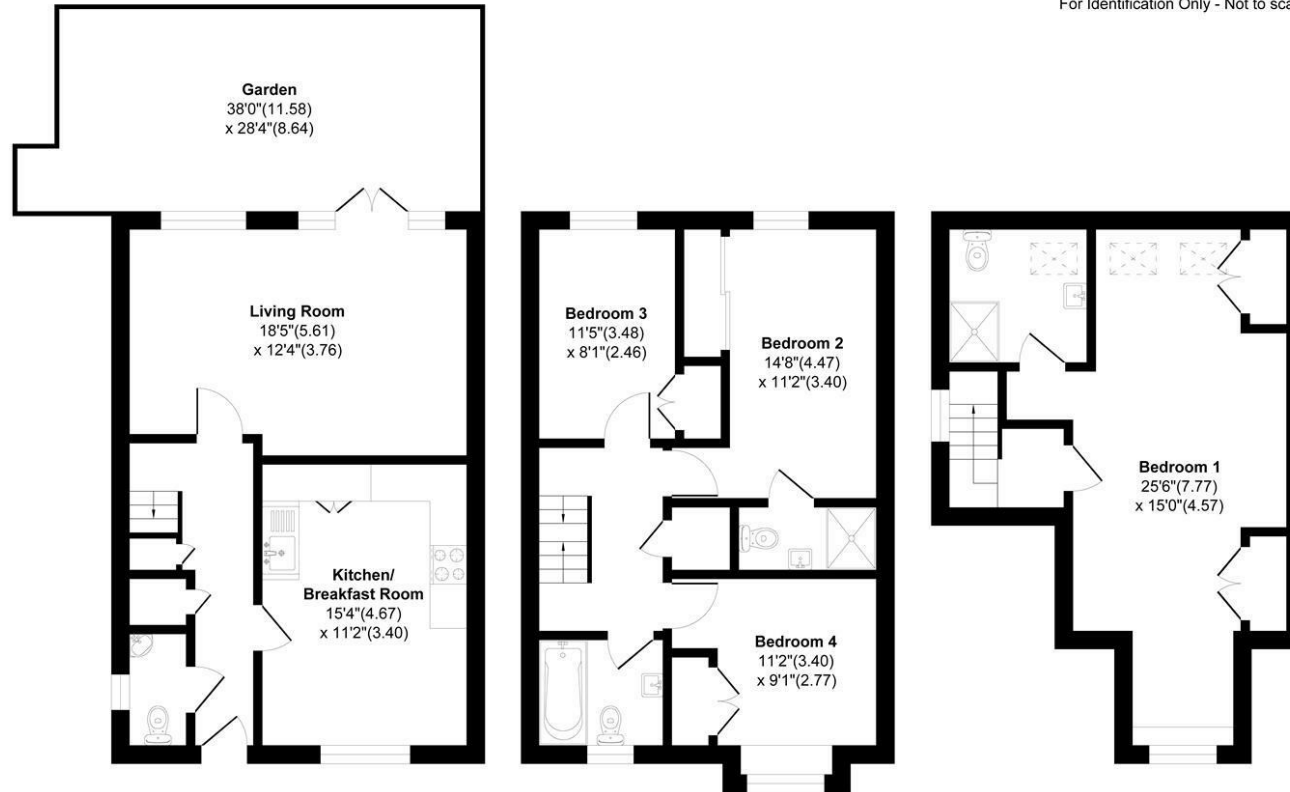 For Identification Only - Not to sca
Garden
38'0"(11.58)
x 28'4"(8.64)
Living Room
18'5"(5.61)
x 12'4"(3.76)
Kitchen/
Breakfast Room
15'4"(4.67)
x 11'2"(3.40)
Bedroom 3
11'5"(3.48)
x 8'1"(2.46)
Bedroom 2
14'8"(4.47)
x 11'2"(3.40)
Bedroom 4
11'2"(3.40)
x 9'1"(2.77)
Bedroom 1
25'6"(7.77)
x 15'0"(4.57)